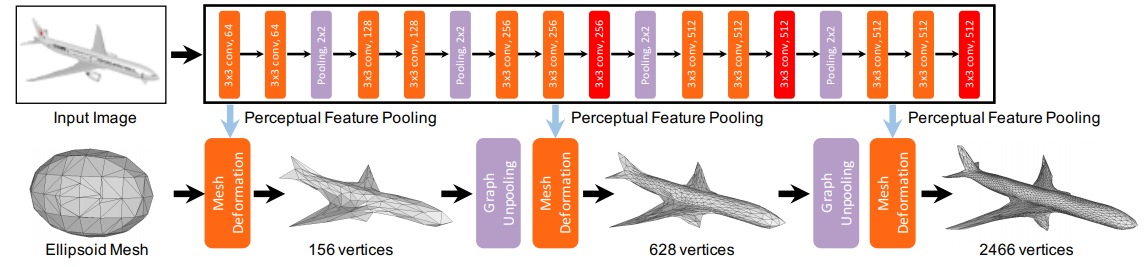 3x3 conv, 64
3x3 conv, 64
Pooling, 2x2
3x3 conv, 128
3x3 conv, 128
Pooling, 2x2
3x3 conv, 256
3x3 conv, 256
3x3 conv, 256
Pooling, 2x2
3x3 conv, 512
3x3 conv, 512
3x3 conv, 512
Pooling, 2x2
3x3 conv, 512
3x3 conv, 512
3x3 conv, 512
Input Image
Perceptual Feature Pooling
Perceptual Feature Pooling
Perceptual Feature Pooling
Mesh
Deformation
Graph
Unpooling
Mesh
Deformation
Graph
Unpooling
Mesh
Deformation
Ellipsoid Mesh
156 vertices
628 vertices
2466 vertices